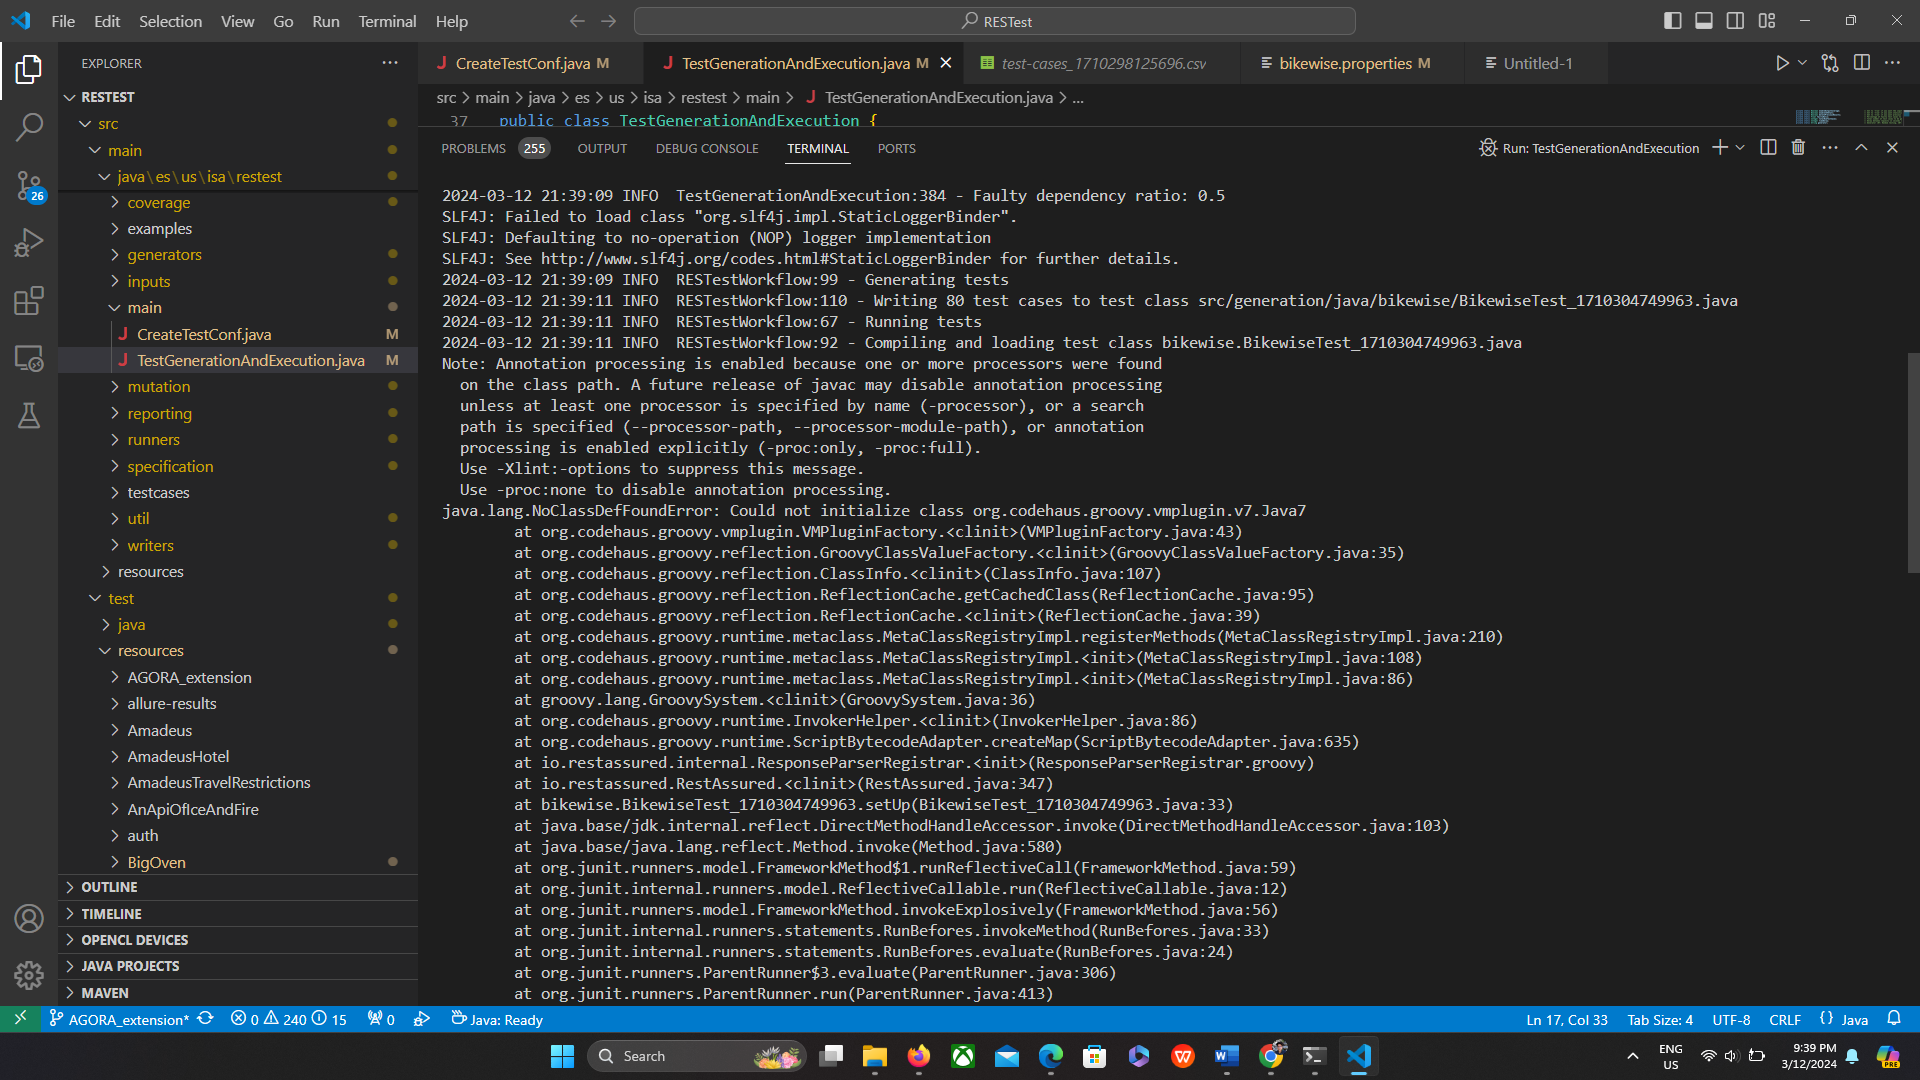 File Edit Selection View Go Run Terminal Help
RESTest
EXPLORER
RESTEST
src
main
java\es\us\isa\restest
coverage
examples
generators
inputs
main
CreateTestConf.java M
TestGenerationAndExecution.java M
mutation
reporting
runners
specification
testcases
util
writers
resources
test
java
resources
AGORA_extension
allure-results
Amadeus
AmadeusHotel
AmadeusTravelRestrictions
AnApiOfIceAndFire
auth
BigOven
OUTLINE
TIMELINE
OPENCL DEVICES
JAVA PROJECTS
MAVEN
26
CreateTestConf.java M
TestGenerationAndExecution.java M
test-cases_1710298125696.csv
bikewise.properties M
Untitled-1
src > main > java > es > us > isa > restest > main > TestGenerationAndExecution.java > ...
37 public class TestGenerationAndExecution {
PROBLEMS 255 OUTPUT DEBUG CONSOLE TERMINAL PORTS
Run: TestGenerationAndExecution
2024-03-12 21:39:09 INFO  TestGenerationAndExecution:384 - Faulty dependency ratio: 0.5
SLF4J: Failed to load class "org.slf4j.impl.StaticLoggerBinder".
SLF4J: Defaulting to no-operation (NOP) logger implementation
SLF4J: See http://www.slf4j.org/codes.html#StaticLoggerBinder for further details.
2024-03-12 21:39:09 INFO  RESTestWorkflow:99 - Generating tests
2024-03-12 21:39:11 INFO  RESTestWorkflow:110 - Writing 80 test cases to test class src/generation/java/bikewise/BikewiseTest_1710304749963.java
2024-03-12 21:39:11 INFO  RESTestWorkflow:67 - Running tests
2024-03-12 21:39:11 INFO  RESTestWorkflow:92 - Compiling and loading test class bikewise.BikewiseTest_1710304749963.java
Note: Annotation processing is enabled because one or more processors were found
on the class path. A future release of javac may disable annotation processing
unless at least one processor is specified by name (-processor), or a search
path is specified (--processor-path, --processor-module-path), or annotation
processing is enabled explicitly (-proc:only, -proc:full).
Use -Xlint:-options to suppress this message.
Use -proc:none to disable annotation processing.
java.lang.NoClassDefFoundError: Could not initialize class org.codehaus.groovy.vmplugin.v7.Java7
at org.codehaus.groovy.vmplugin.VMPluginFactory.<clinit>(VMPluginFactory.java:43)
at org.codehaus.groovy.reflection.GroovyClassValueFactory.<clinit>(GroovyClassValueFactory.java:35)
at org.codehaus.groovy.reflection.ClassInfo.<clinit>(ClassInfo.java:107)
at org.codehaus.groovy.reflection.ReflectionCache.getCachedClass(ReflectionCache.java:95)
at org.codehaus.groovy.reflection.ReflectionCache.<clinit>(ReflectionCache.java:39)
at org.codehaus.groovy.runtime.metaclass.MetaClassRegistryImpl.registerMethods(MetaClassRegistryImpl.java:210)
at org.codehaus.groovy.runtime.metaclass.MetaClassRegistryImpl.<init>(MetaClassRegistryImpl.java:108)
at org.codehaus.groovy.runtime.metaclass.MetaClassRegistryImpl.<init>(MetaClassRegistryImpl.java:86)
at groovy.lang.GroovySystem.<clinit>(GroovySystem.java:36)
at org.codehaus.groovy.runtime.InvokerHelper.<clinit>(InvokerHelper.java:86)
at org.codehaus.groovy.runtime.ScriptBytecodeAdapter.createMap(ScriptBytecodeAdapter.java:635)
at io.restassured.internal.ResponseParserRegistrar.<init>(ResponseParserRegistrar.groovy)
at io.restassured.RestAssured.<clinit>(RestAssured.java:347)
at bikewise.BikewiseTest_1710304749963.setUp(BikewiseTest_1710304749963.java:33)
at java.base/jdk.internal.reflect.DirectMethodHandleAccessor.invoke(DirectMethodHandleAccessor.java:103)
at java.base/java.lang.reflect.Method.invoke(Method.java:580)
at org.junit.runners.model.FrameworkMethod$1.runReflectiveCall(FrameworkMethod.java:59)
at org.junit.internal.runners.model.ReflectiveCallable.run(ReflectiveCallable.java:12)
at org.junit.runners.model.FrameworkMethod.invokeExplosively(FrameworkMethod.java:56)
at org.junit.internal.runners.statements.RunBefores.invokeMethod(RunBefores.java:33)
at org.junit.internal.runners.statements.RunBefores.evaluate(RunBefores.java:24)
at org.junit.runners.ParentRunner$3.evaluate(ParentRunner.java:306)
at org.junit.runners.ParentRunner.run(ParentRunner.java:413)
AGORA_extension* 0 240 15 0 Java: Ready
Ln 17, Col 33 Tab Size: 4 UTF-8 CRLF {} Java
Search
ENG
US
9:39 PM
3/12/2024